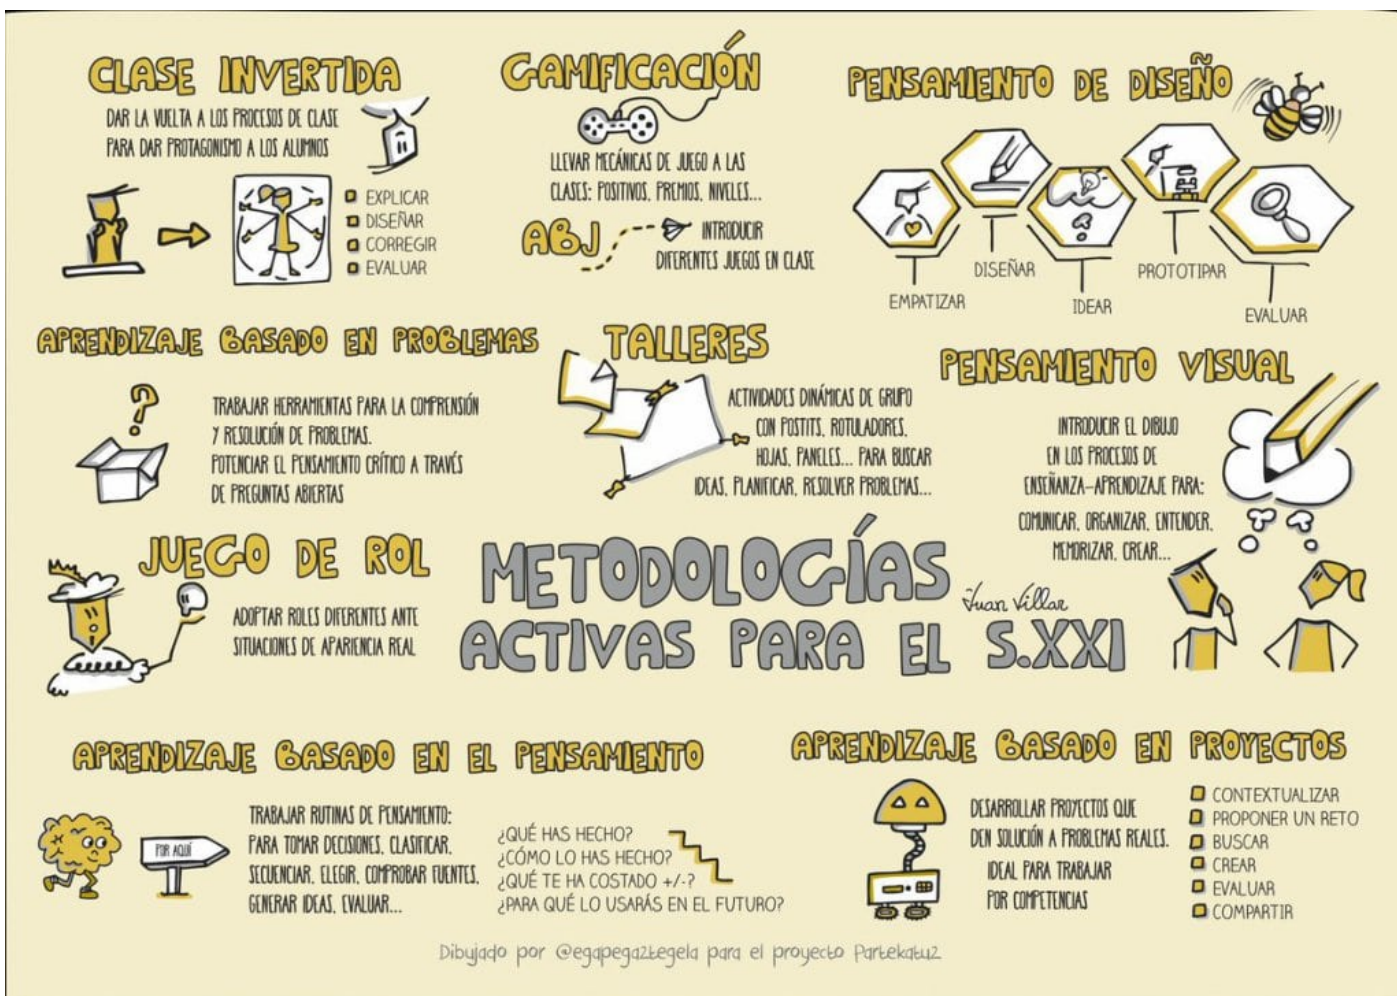 CLASE INVERTIDA
DAR LA VUELTA A LOS PROCESOS DE CLASE
PARA DAR PROTAGONISMO A LOS ALUMNOS
EXPLICAR
DISEÑAR
CORREGIR
EVALUAR
GAMIFICACIÓN
LLEVAR MECÁNICAS DE JUEGO A LAS
CLASES: POSITIVOS, PREMIOS, NIVELES...
ABJ
INTRODUCIR
DIFERENTES JUEGOS EN CLASE
PENSAMIENTO DE DISEÑO
EMPATIZAR
DISEÑAR
IDEAR
PROTOTIPAR
EVALUAR
APRENDIZAJE BASADO EN PROBLEMAS
TRABAJAR HERRAMIENTAS PARA LA COMPRENSIÓN
Y RESOLUCIÓN DE PROBLEMAS.
POTENCIAR EL PENSAMIENTO CRÍTICO A TRAVÉS
DE PREGUNTAS ABIERTAS
TALLERES
ACTIVIDADES DINÁMICAS DE GRUPO
CON POSTITS, ROTULADORES,
HOJAS, PANELES... PARA BUSCAR
IDEAS, PLANIFICAR, RESOLVER PROBLEMAS...
PENSAMIENTO VISUAL
INTRODUCIR EL DIBUJO
EN LOS PROCESOS DE
ENSEÑANZA-APRENDIZAJE PARA:
COMUNICAR, ORGANIZAR, ENTENDER,
MEMORIZAR, CREAR...
JUEGO DE ROL
ADOPTAR ROLES DIFERENTES ANTE
SITUACIONES DE APARIENCIA REAL
METODOLOGÍAS
ACTIVAS PARA EL S.XXI
Juan Villar
APRENDIZAJE BASADO EN EL PENSAMIENTO
POR AQUÍ
TRABAJAR RUTINAS DE PENSAMIENTO:
PARA TOMAR DECISIONES, CLASIFICAR,
SECUENCIAR, ELEGIR, COMPROBAR FUENTES,
GENERAR IDEAS, EVALUAR...
¿QUÉ HAS HECHO?
¿CÓMO LO HAS HECHO?
¿QUÉ TE HA COSTADO +/-?
¿PARA QUÉ LO USARÁS EN EL FUTURO?
APRENDIZAJE BASADO EN PROYECTOS
DESARROLLAR PROYECTOS QUE
DEN SOLUCIÓN A PROBLEMAS REALES.
IDEAL PARA TRABAJAR
POR COMPETENCIAS
CONTEXTUALIZAR
PROPONER UN RETO
BUSCAR
CREAR
EVALUAR
COMPARTIR
Dibujado por @egapega2tegela para el proyecto Partekatu2